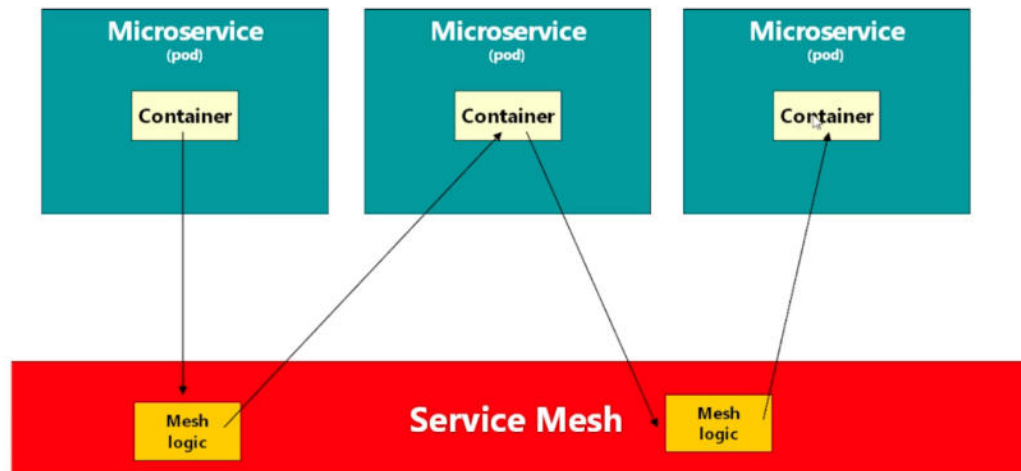 Microservice
(pod)
Container
Microservice
(pod)
Container
Microservice
(pod)
Container
Mesh
logic
Service Mesh
Mesh
logic